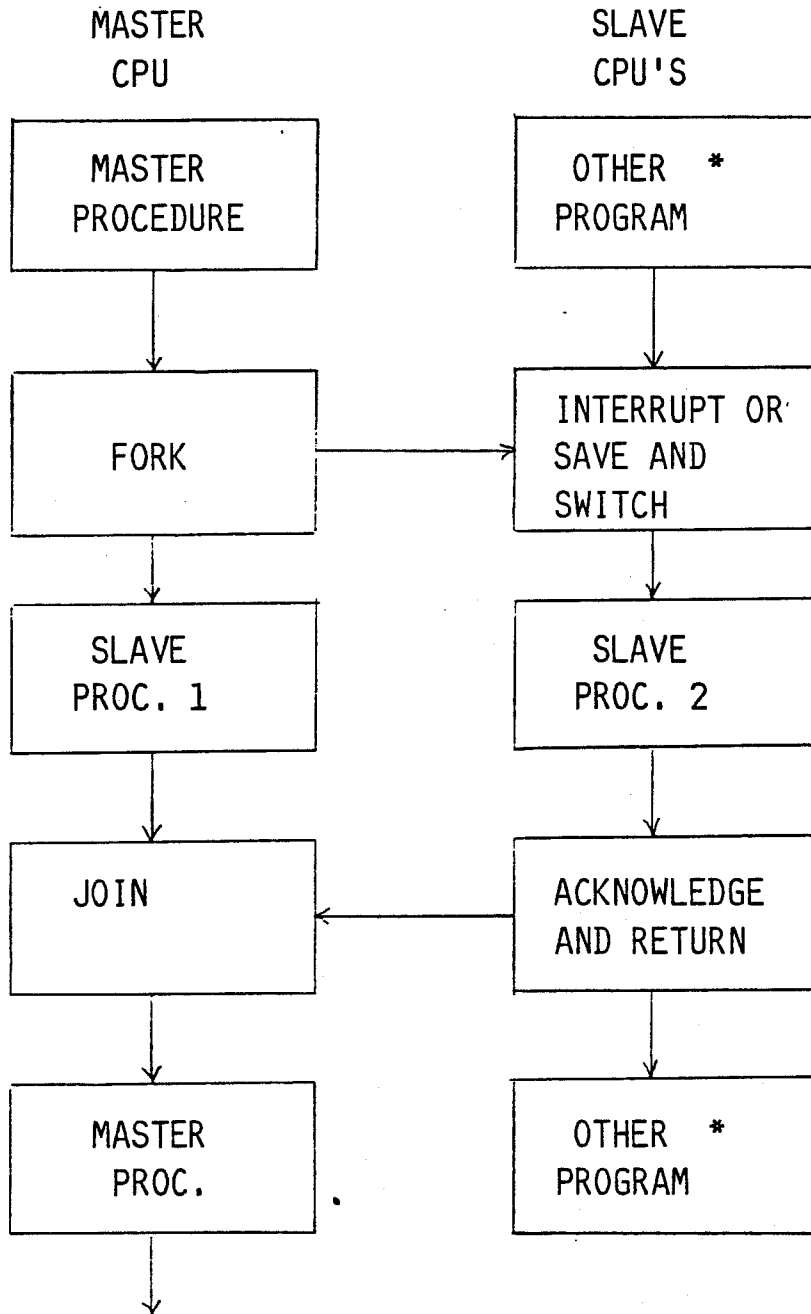 MASTER
CPU
SLAVE
CPU'S
MASTER
PROCEDURE
OTHER *
PROGRAM
FORK
INTERRUPT OR
SAVE AND
SWITCH
SLAVE
PROC. 1
SLAVE
PROC. 2
JOIN
ACKNOWLEDGE
AND RETURN
MASTER
PROC.
OTHER *
PROGRAM